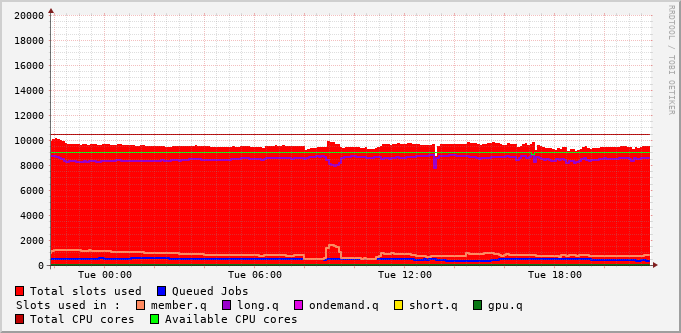 RRDTOOL / TOBI OETIKER
20000
18000
16000
14000
12000
10000
8000
6000
4000
2000
0
Tue 00:00 Tue 06:00 Tue 12:00 Tue 18:00
Total slots used Queued Jobs
Slots used in : member.q long.q ondemand.q short.q gpu.q
Total CPU cores Available CPU cores